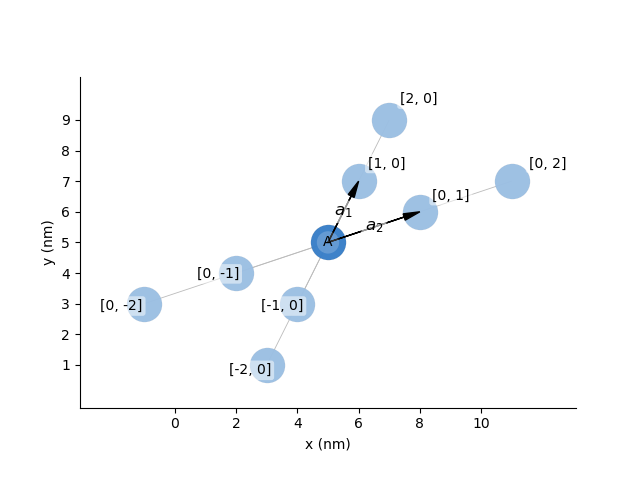 [2, 0]
9
8
[1, 0]
[0, 2]
7
[0, 1]
6
a1
a2
y (nm)
5
A
4
[0, -1]
3
[0, -2]
[-1, 0]
2
1
[-2, 0]
0 2 4 6 8 10
x (nm)